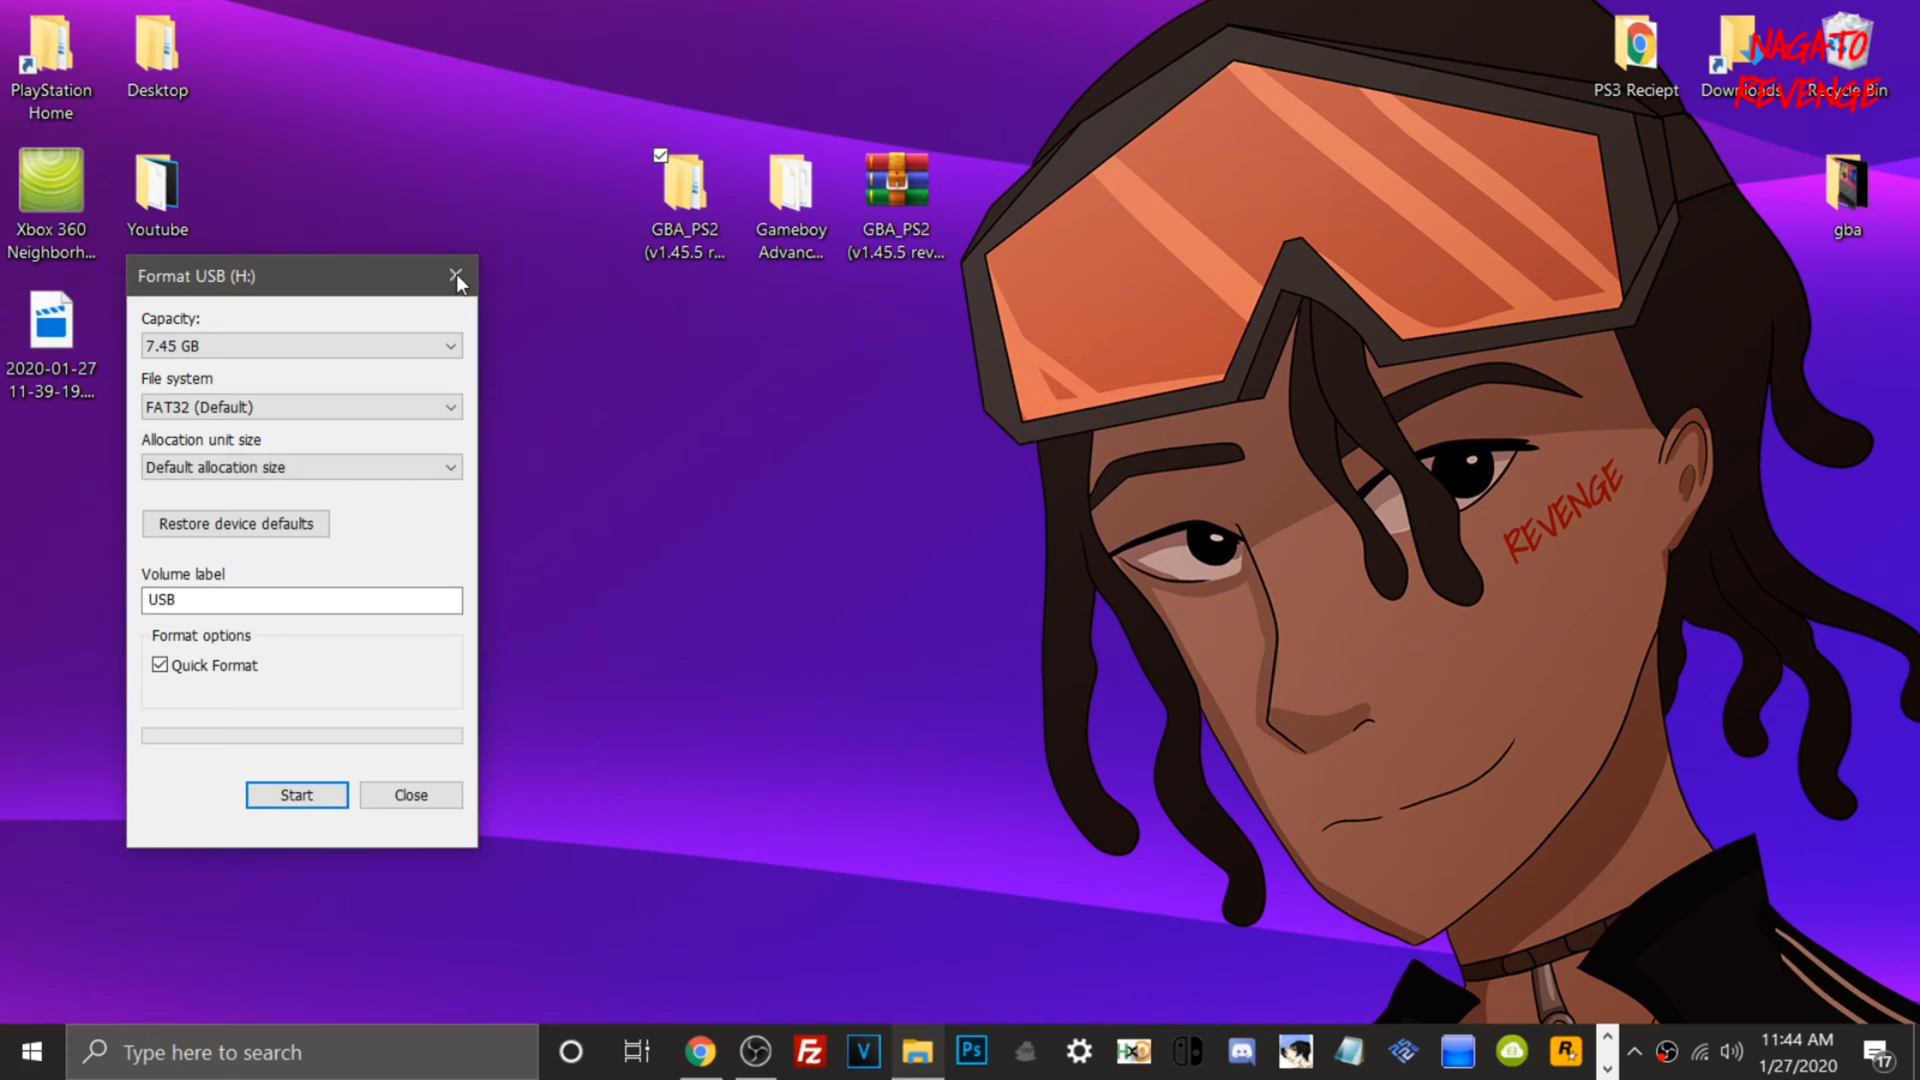 PlayStation
Home
Desktop
PS3 Reciept
Downloads
Recycle Bin
NAGATO
REVENGE
Xbox 360
Neighborh...
Youtube
GBA_PS2
(v1.45.5 r...
Gameboy
Advanc...
GBA_PS2
(v1.45.5 rev...
gba
2020-01-27
11-39-19....
Format USB (H:)
Capacity:
7.45 GB
File system
FAT32 (Default)
Allocation unit size
Default allocation size
Restore device defaults
Volume label
USB
Format options
Quick Format
Start
Close
REVENGE
Type here to search
Fz
V
Ps
HxD
R
11:44 AM
1/27/2020
17